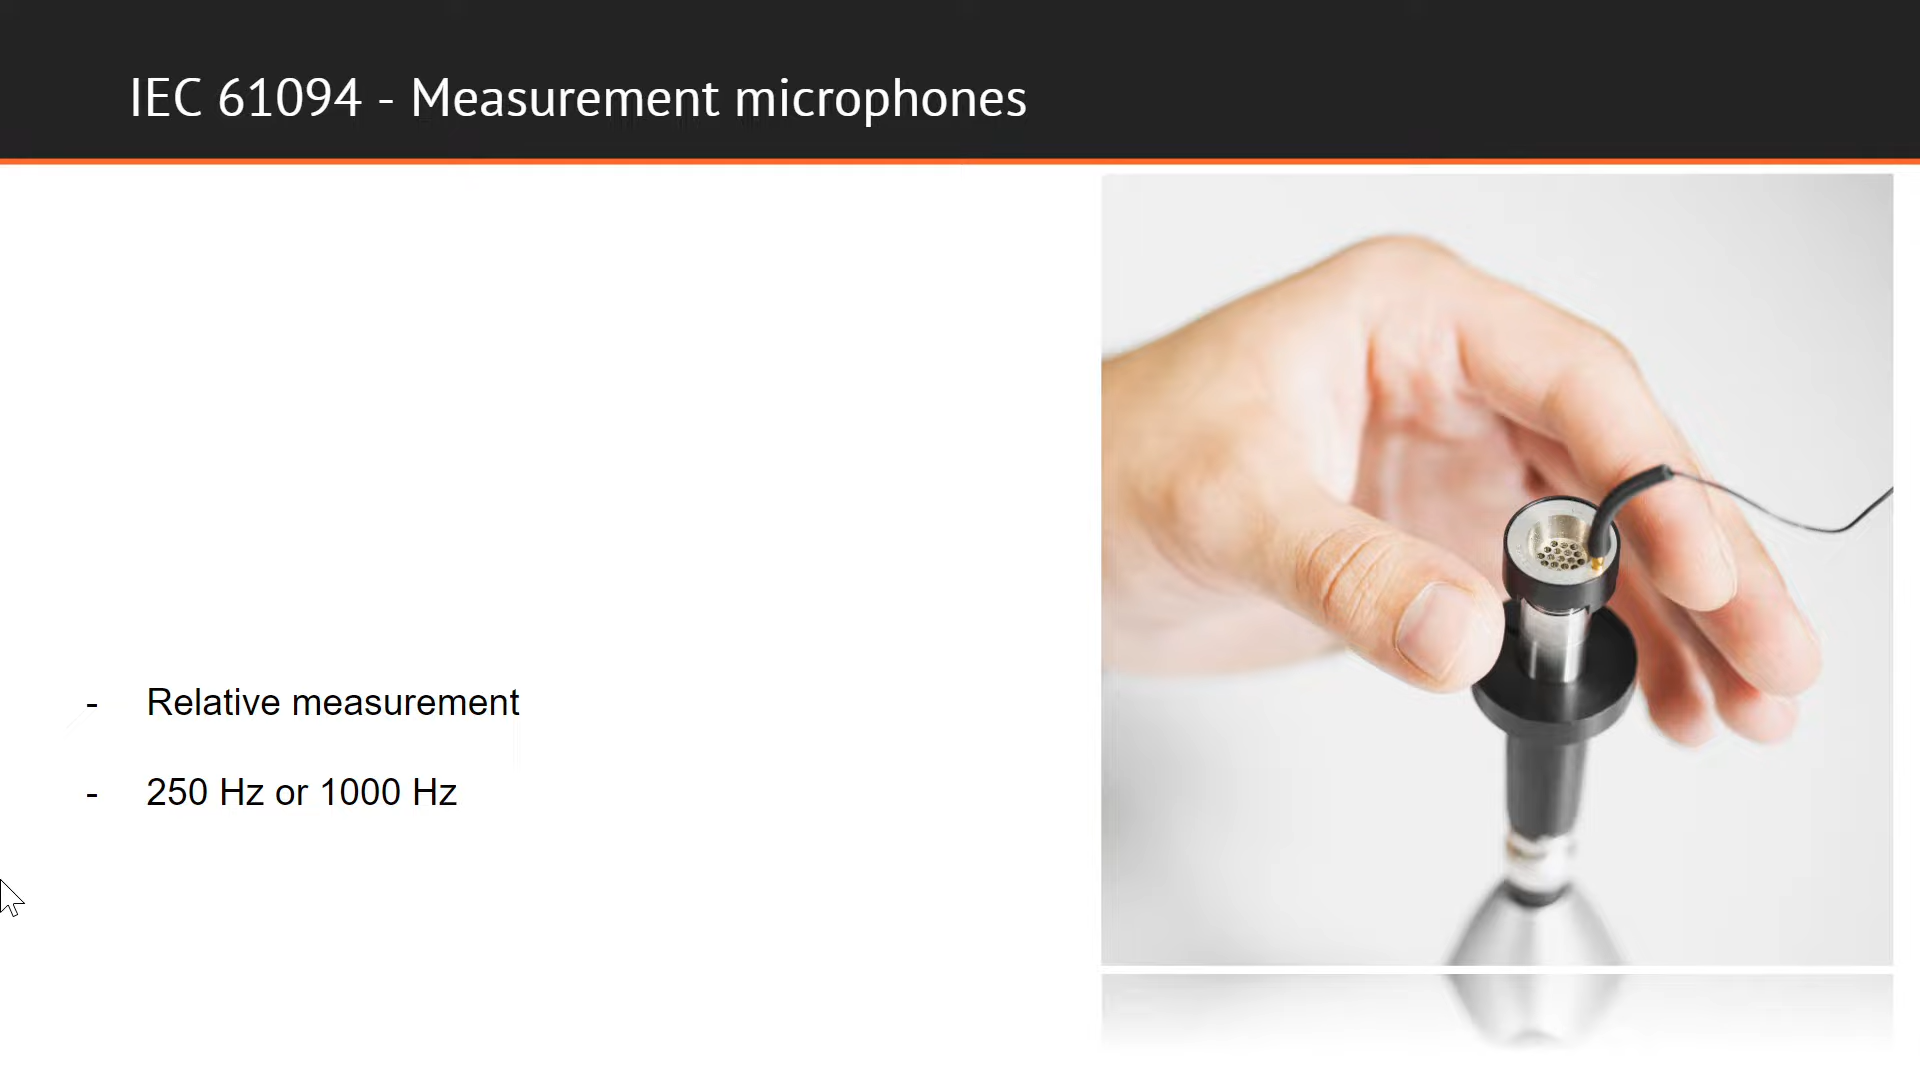 IEC 61094 - Measurement microphones
- Relative measurement
- 250 Hz or 1000 Hz